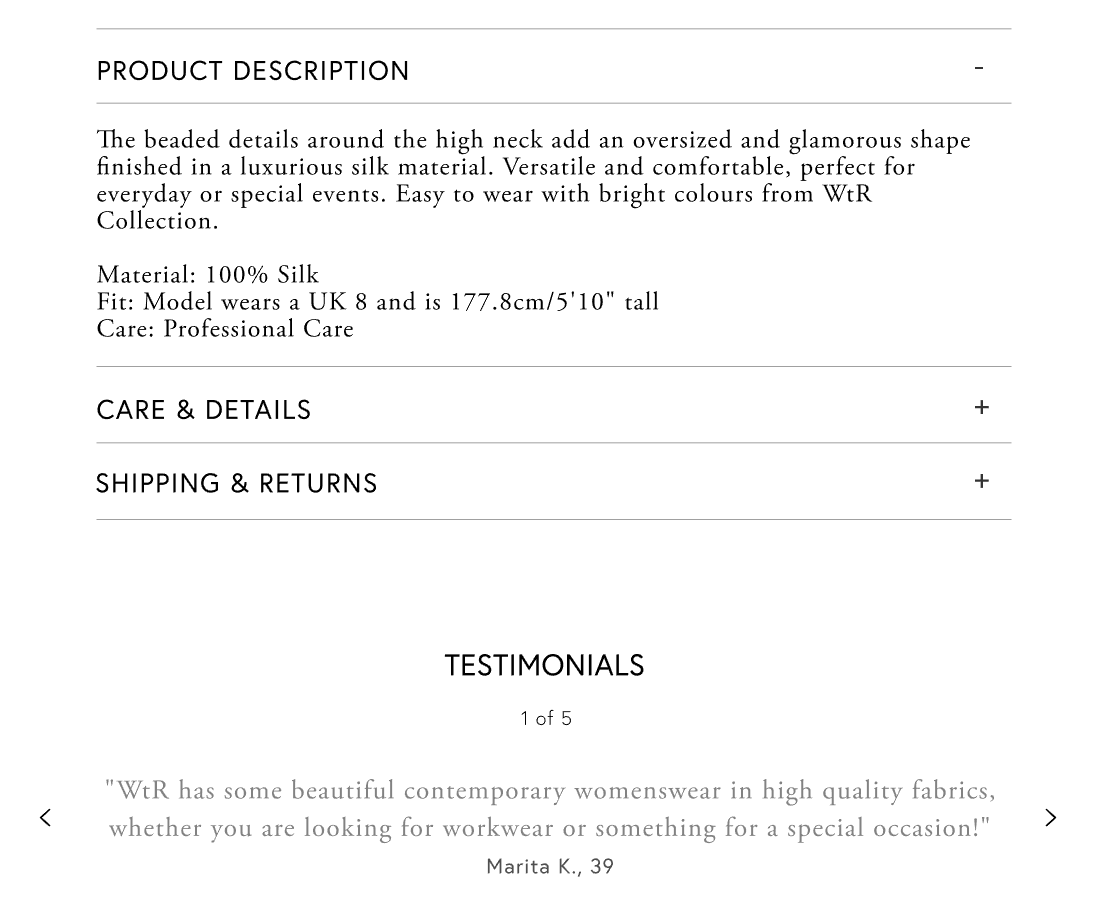 PRODUCT DESCRIPTION -
The beaded details around the high neck add an oversized and glamorous shape
finished in a luxurious silk material. Versatile and comfortable, perfect for
everyday or special events. Easy to wear with bright colours from WtR
Collection.
Material: 100% Silk
Fit: Model wears a UK 8 and is 177.8cm/5'10" tall
Care: Professional Care
CARE & DETAILS +
SHIPPING & RETURNS +
TESTIMONIALS
1 of 5
"WtR has some beautiful contemporary womenswear in high quality fabrics,
whether you are looking for workwear or something for a special occasion!"
Marita K., 39